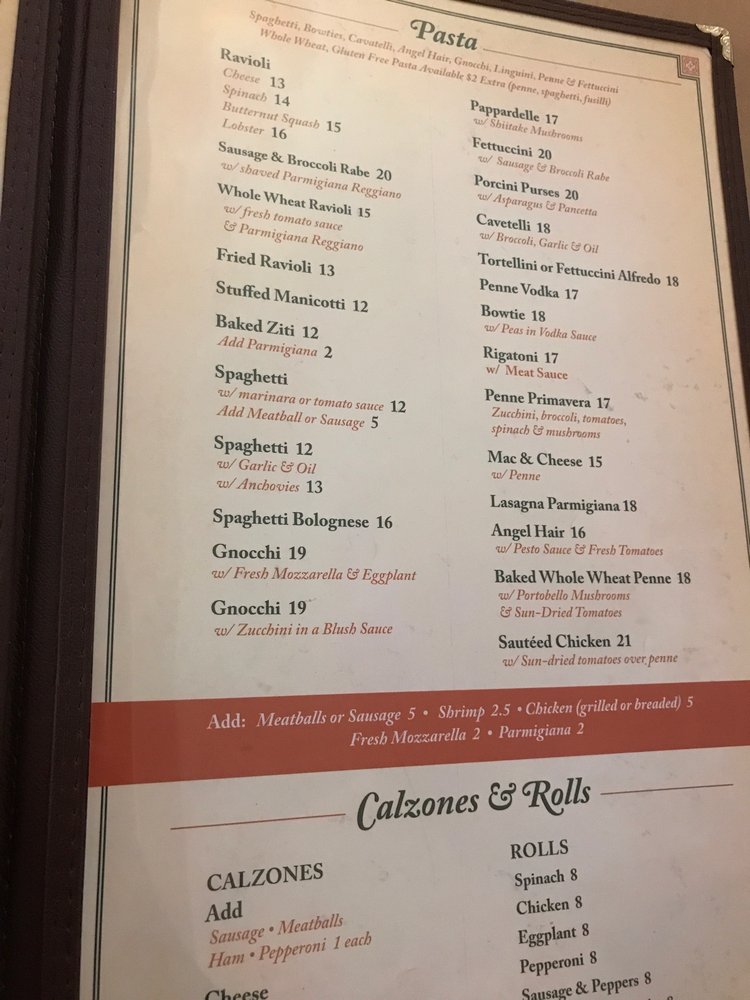 Pasta
Spaghetti, Bowties, Cavatelli, Angel Hair, Gnocchi, Linguini, Penne & Fettuccini
Whole Wheat, Gluten Free Pasta Available $2 Extra (penne, spaghetti, fusilli)
Ravioli
Cheese 13
Spinach 14
Butternut Squash 15
Lobster 16
Sausage & Broccoli Rabe 20
w/ shaved Parmigiana Reggiano
Whole Wheat Ravioli 15
w/ fresh tomato sauce
& Parmigiana Reggiano
Fried Ravioli 13
Stuffed Manicotti 12
Baked Ziti 12
Add Parmigiana 2
Spaghetti
w/ marinara or tomato sauce 12
Add Meatball or Sausage 5
Spaghetti 12
w/ Garlic & Oil
w/ Anchovies 13
Spaghetti Bolognese 16
Gnocchi 19
w/ Fresh Mozzarella & Eggplant
Gnocchi 19
w/ Zucchini in a Blush Sauce
Pappardelle 17
w/ Shiitake Mushrooms
Fettuccini 20
w/ Sausage & Broccoli Rabe
Porcini Purses 20
w/ Asparagus & Pancetta
Cavetelli 18
w/ Broccoli, Garlic & Oil
Tortellini or Fettuccini Alfredo 18
Penne Vodka 17
Bowtie 18
w/ Peas in Vodka Sauce
Rigatoni 17
w/ Meat Sauce
Penne Primavera 17
Zucchini, broccoli, tomatoes,
spinach & mushrooms
Mac & Cheese 15
w/ Penne
Lasagna Parmigiana 18
Angel Hair 16
w/ Pesto Sauce & Fresh Tomatoes
Baked Whole Wheat Penne 18
w/ Portobello Mushrooms
& Sun-Dried Tomatoes
Sautéed Chicken 21
w/ Sun-dried tomatoes over penne
Add: Meatballs or Sausage 5 • Shrimp 2.5 • Chicken (grilled or breaded) 5
Fresh Mozzarella 2 • Parmigiana 2
Calzones & Rolls
CALZONES
Add
Sausage • Meatballs
Ham • Pepperoni 1 each
Cheese
ROLLS
Spinach 8
Chicken 8
Eggplant 8
Pepperoni 8
Sausage & Peppers 8